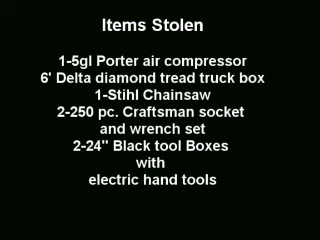 Items Stolen
1-5gl Porter air compressor
6' Delta diamond tread truck box
1-Stihl Chainsaw
2-250 pc. Craftsman socket
and wrench set
2-24" Black tool Boxes
with
electric hand tools